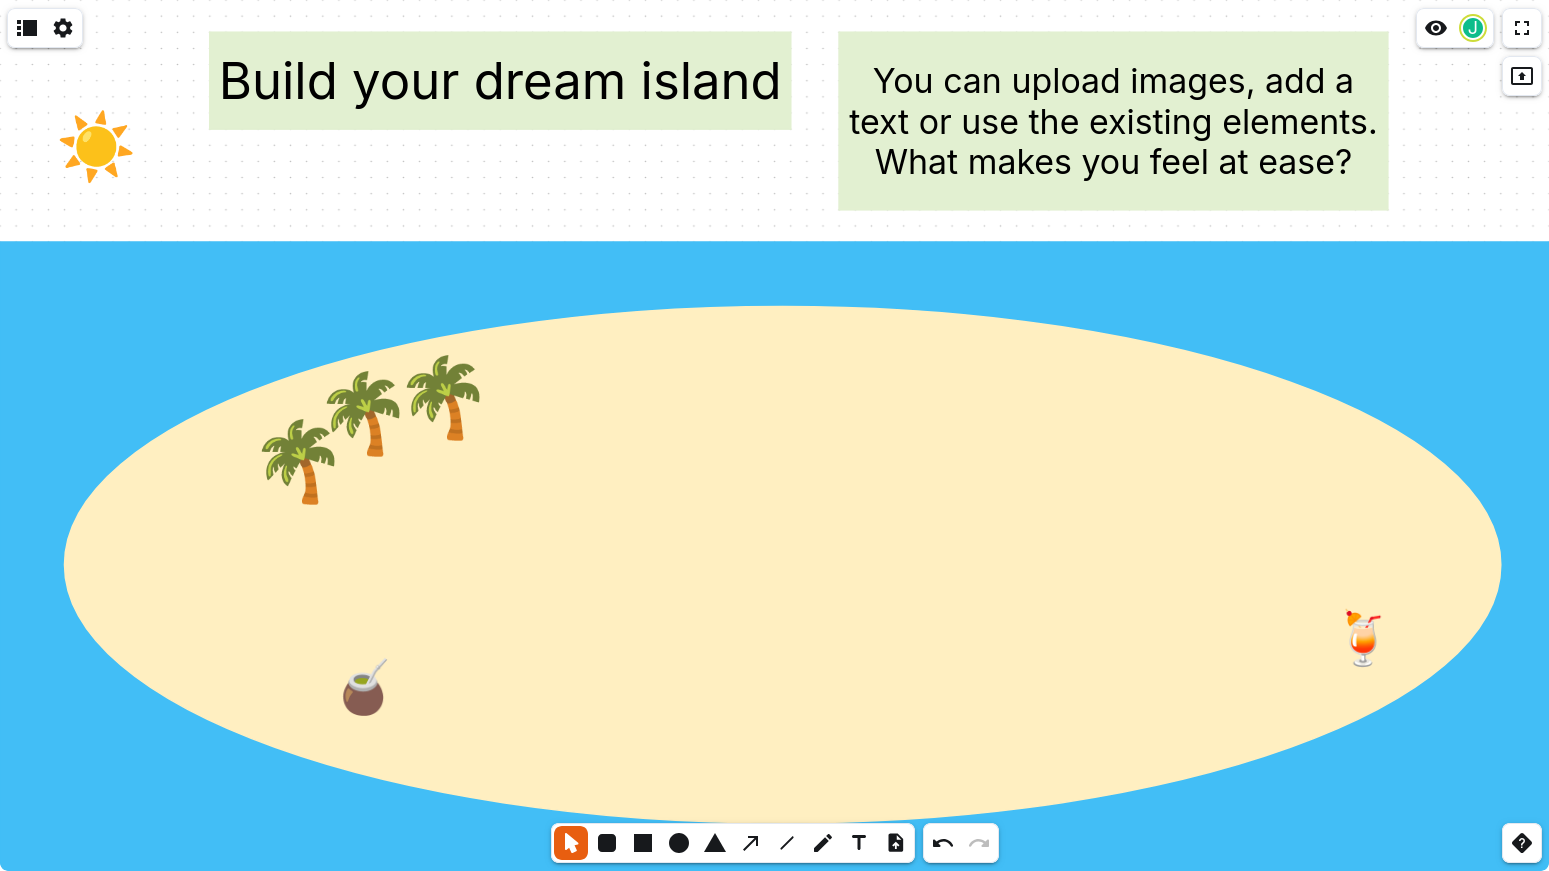 Build your dream island
You can upload images, add a
text or use the existing elements.
What makes you feel at ease?
J
T
?